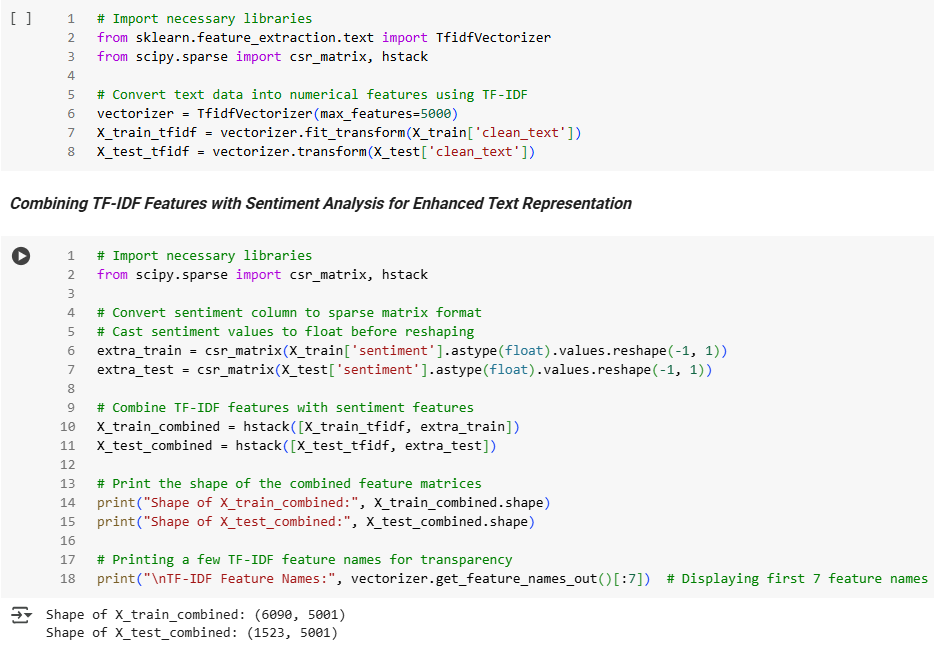 [ ] 1 # Import necessary libraries
2 from sklearn.feature_extraction.text import TfidfVectorizer
3 from scipy.sparse import csr_matrix, hstack
4
5 # Convert text data into numerical features using TF-IDF
6 vectorizer = TfidfVectorizer(max_features=5000)
7 X_train_tfidf = vectorizer.fit_transform(X_train['clean_text'])
8 X_test_tfidf = vectorizer.transform(X_test['clean_text'])
Combining TF-IDF Features with Sentiment Analysis for Enhanced Text Representation
1 # Import necessary libraries
2 from scipy.sparse import csr_matrix, hstack
3
4 # Convert sentiment column to sparse matrix format
5 # Cast sentiment values to float before reshaping
6 extra_train = csr_matrix(X_train['sentiment'].astype(float).values.reshape(-1, 1))
7 extra_test = csr_matrix(X_test['sentiment'].astype(float).values.reshape(-1, 1))
8
9 # Combine TF-IDF features with sentiment features
10 X_train_combined = hstack([X_train_tfidf, extra_train])
11 X_test_combined = hstack([X_test_tfidf, extra_test])
12
13 # Print the shape of the combined feature matrices
14 print("Shape of X_train_combined:", X_train_combined.shape)
15 print("Shape of X_test_combined:", X_test_combined.shape)
16
17 # Printing a few TF-IDF feature names for transparency
18 print("\nTF-IDF Feature Names:", vectorizer.get_feature_names_out()[:7]) # Displaying first 7 feature names
Shape of X_train_combined: (6090, 5001)
Shape of X_test_combined: (1523, 5001)